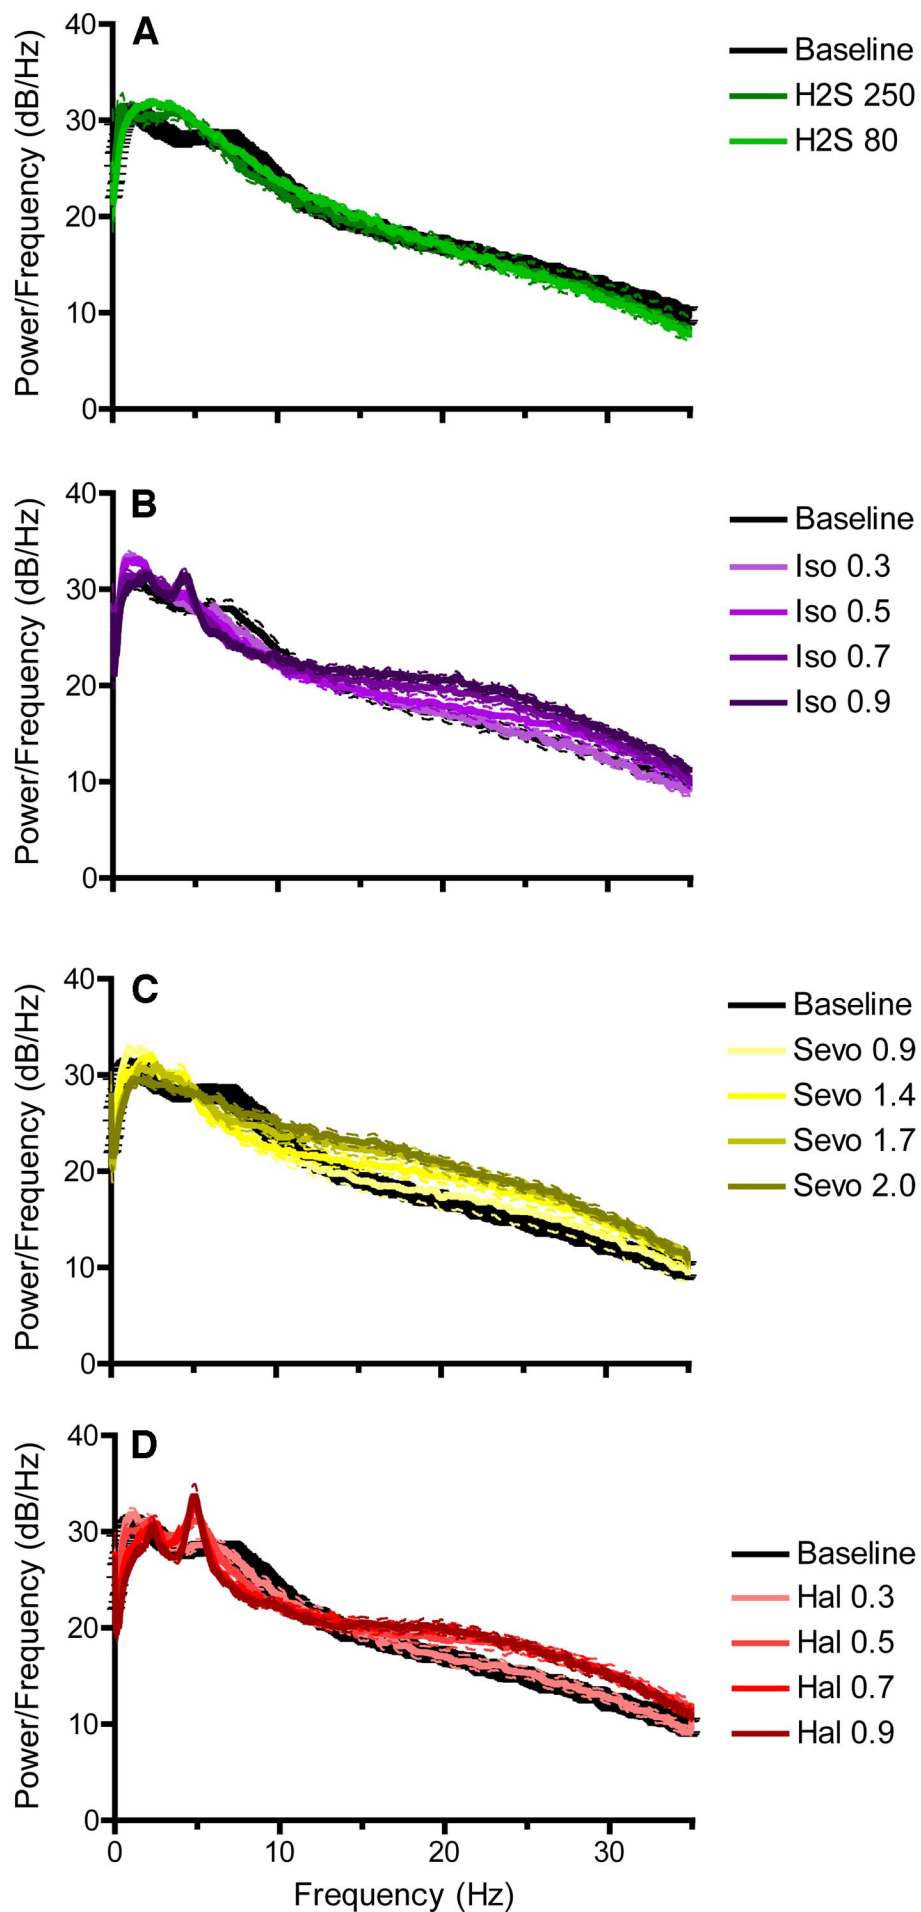 A
Power/Frequency (dB/Hz)
40
30
20
10
0
Baseline
H2S 250
H2S 80
B
Power/Frequency (dB/Hz)
40
30
20
10
0
Baseline
Iso 0.3
Iso 0.5
Iso 0.7
Iso 0.9
C
Power/Frequency (dB/Hz)
40
30
20
10
0
Baseline
Sevo 0.9
Sevo 1.4
Sevo 1.7
Sevo 2.0
D
Power/Frequency (dB/Hz)
40
30
20
10
0
Baseline
Hal 0.3
Hal 0.5
Hal 0.7
Hal 0.9
0 10 20 30
Frequency (Hz)